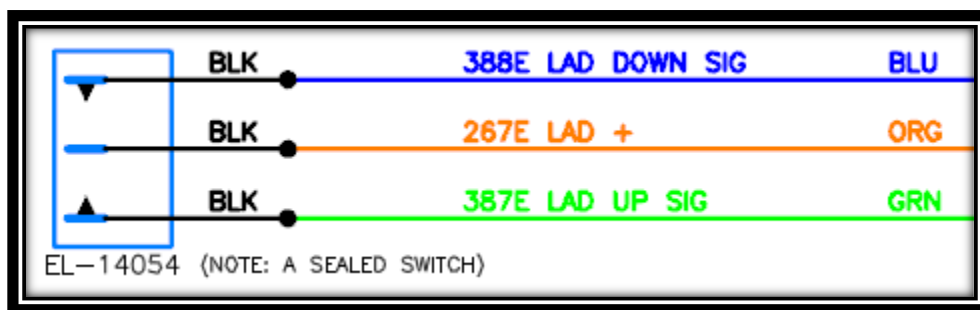 BLK 388E LAD DOWN SIG BLU
BLK 267E LAD + ORG
BLK 387E LAD UP SIG GRN
EL-14054 (NOTE: A SEALED SWITCH)